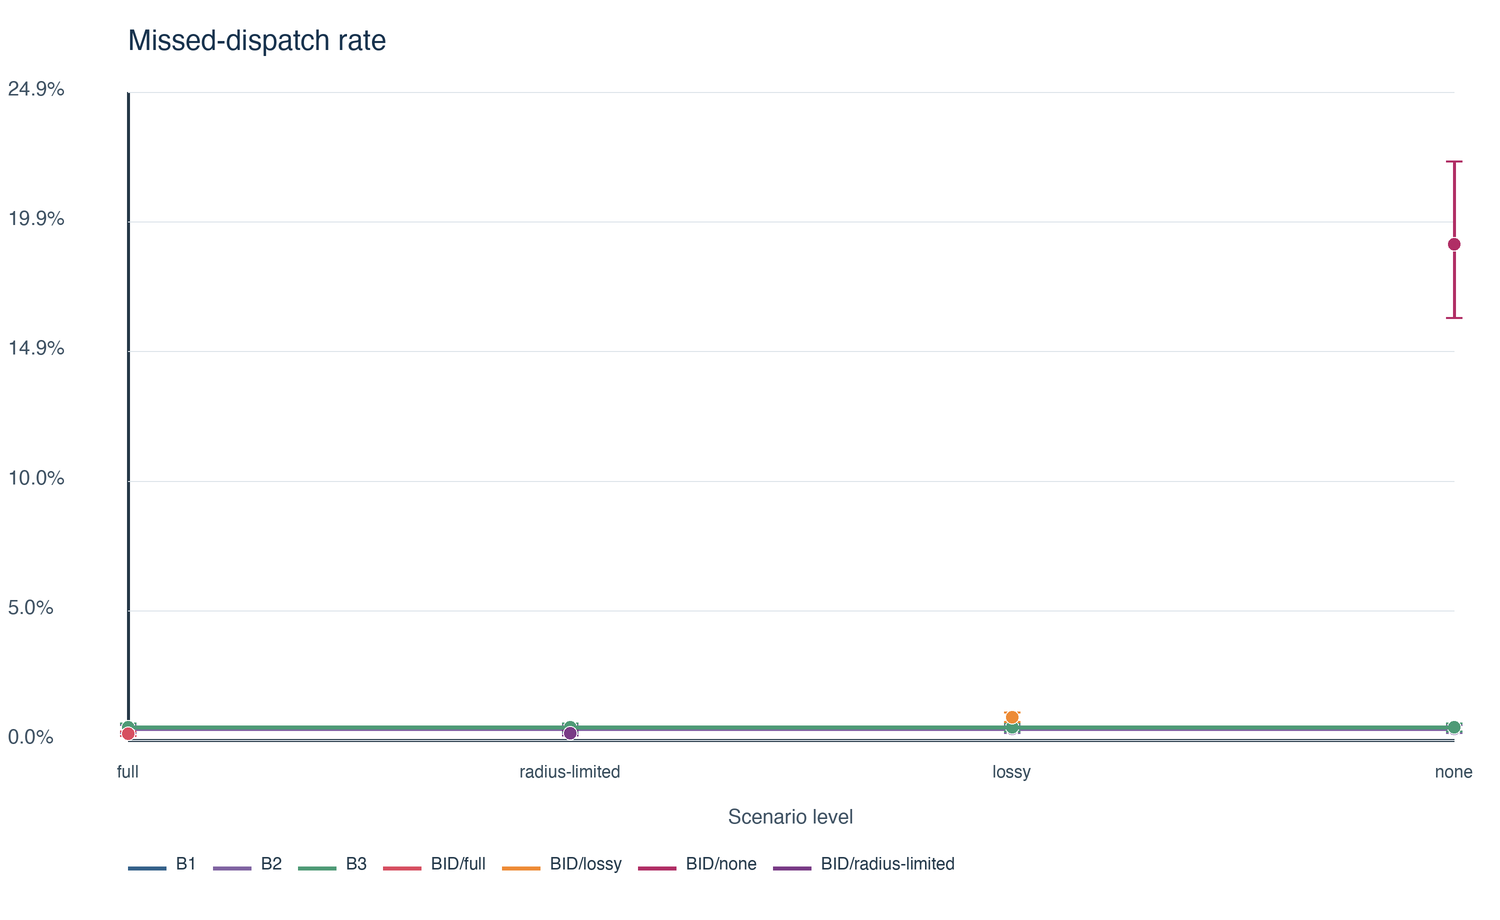 Missed-dispatch rate
24.9%
19.9%
14.9%
10.0%
5.0%
0.0%
full radius-limited lossy none
Scenario level
B1 B2 B3 BID/full BID/lossy BID/none BID/radius-limited